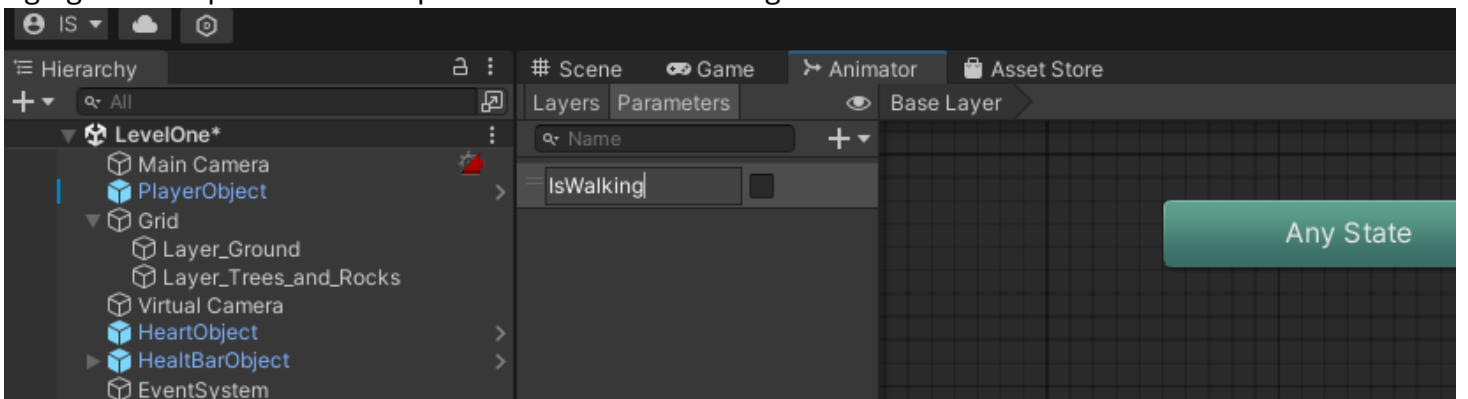 IS
Hierarchy
# Scene Game Animator Asset Store
All
Layers Parameters Base Layer
LevelOne*
Name
Main Camera
PlayerObject
IsWalking
Grid
Any State
Layer_Ground
Layer_Trees_and_Rocks
Virtual Camera
HeartObject
HealtBarObject
EventSystem